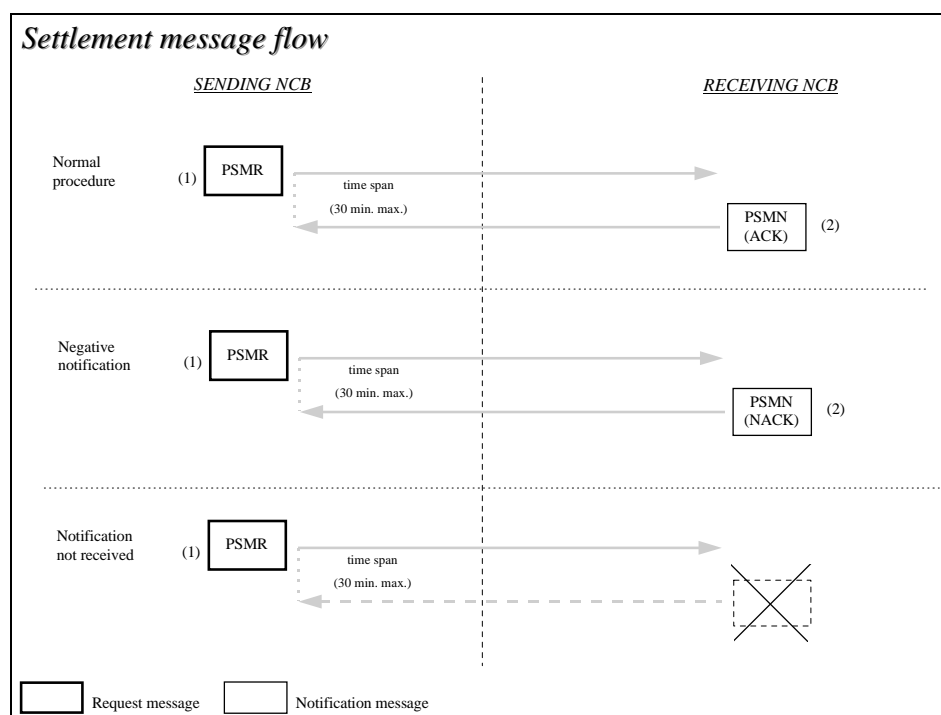 Settlement message flow
SENDING NCB
RECEIVING NCB
Normal
procedure
(1)
PSMR
time span
(30 min. max.)
PSMN
(ACK)
(2)
Negative
notification
(1)
PSMR
time span
(30 min. max.)
PSMN
(NACK)
(2)
Notification
not received
(1)
PSMR
time span
(30 min. max.)
Request message
Notification message